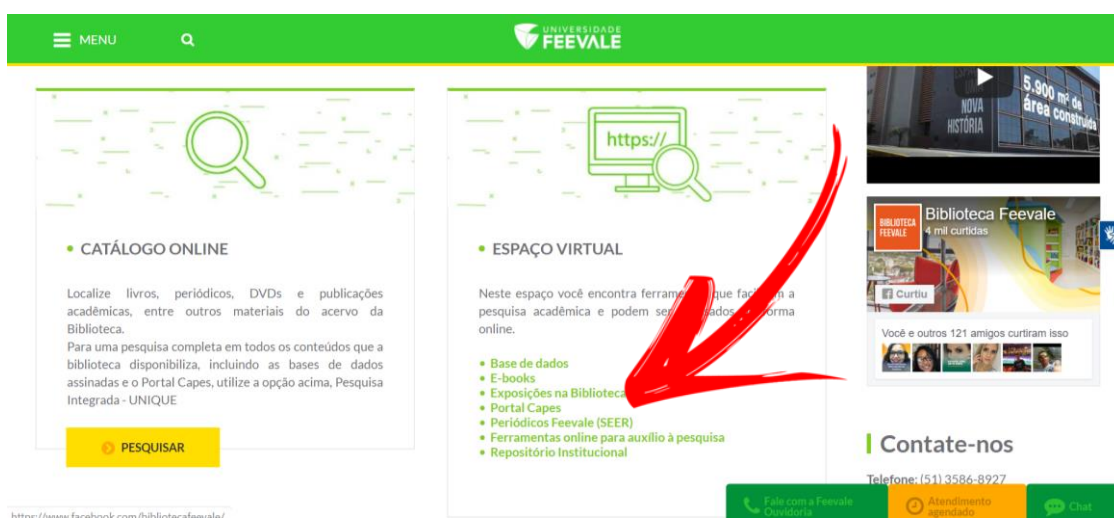 MENU
UNIVERSIDADE
FEEVALE
https://
CATÁLOGO ONLINE
Localize livros, periódicos, DVDs e publicações
acadêmicas, entre outros materiais do acervo da
Biblioteca.
Para uma pesquisa completa em todos os conteúdos que a
biblioteca disponibiliza, incluindo as bases de dados
assinadas e o Portal Capes, utilize a opção acima, Pesquisa
Integrada - UNIQUE
PESQUISAR
ESPAÇO VIRTUAL
Neste espaço você encontra que a
pesquisa acadêmica e podem forma
online.
• Base de dados
• E-books
• Exposições na Biblioteca
• Portal Capes
• Periódicos Feevale (SEER)
• Ferramentas online para auxílio à pesquisa
• Repositório Institucional
NOVA
HISTÓRIA
5.900 m² de
área construída
BIBLIOTECA
FEEVALE
Biblioteca Feevale
4 mil curtidas
Curtiu
Você e outros 121 amigos curtiram isso
Contate-nos
Telefone: (51) 3586-8927
Fale com a Feevale
Ouvidoria
Atendimento
agendado
Chat
https://www.facebook.com/bibliotecafeevale/